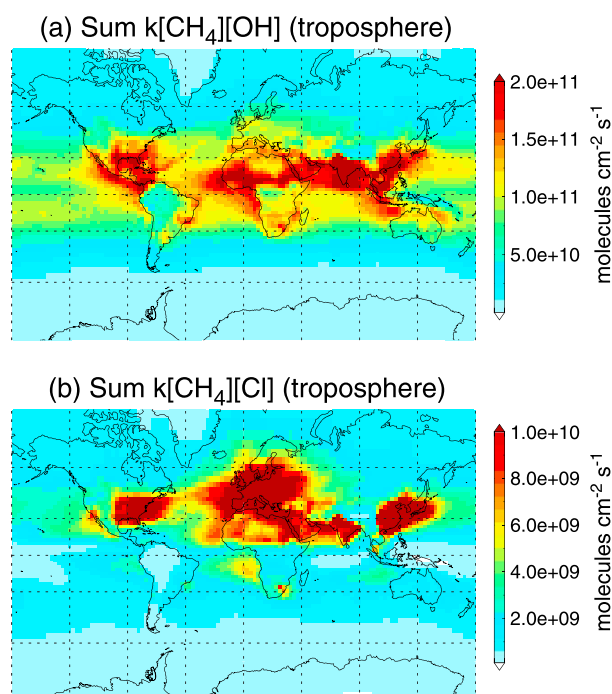 (a) Sum k[CH₄][OH] (troposphere)
2.0e+11
1.5e+11
1.0e+11
5.0e+10
molecules cm⁻² s⁻¹
(b) Sum k[CH₄][Cl] (troposphere)
1.0e+10
8.0e+09
6.0e+09
4.0e+09
2.0e+09
molecules cm⁻² s⁻¹